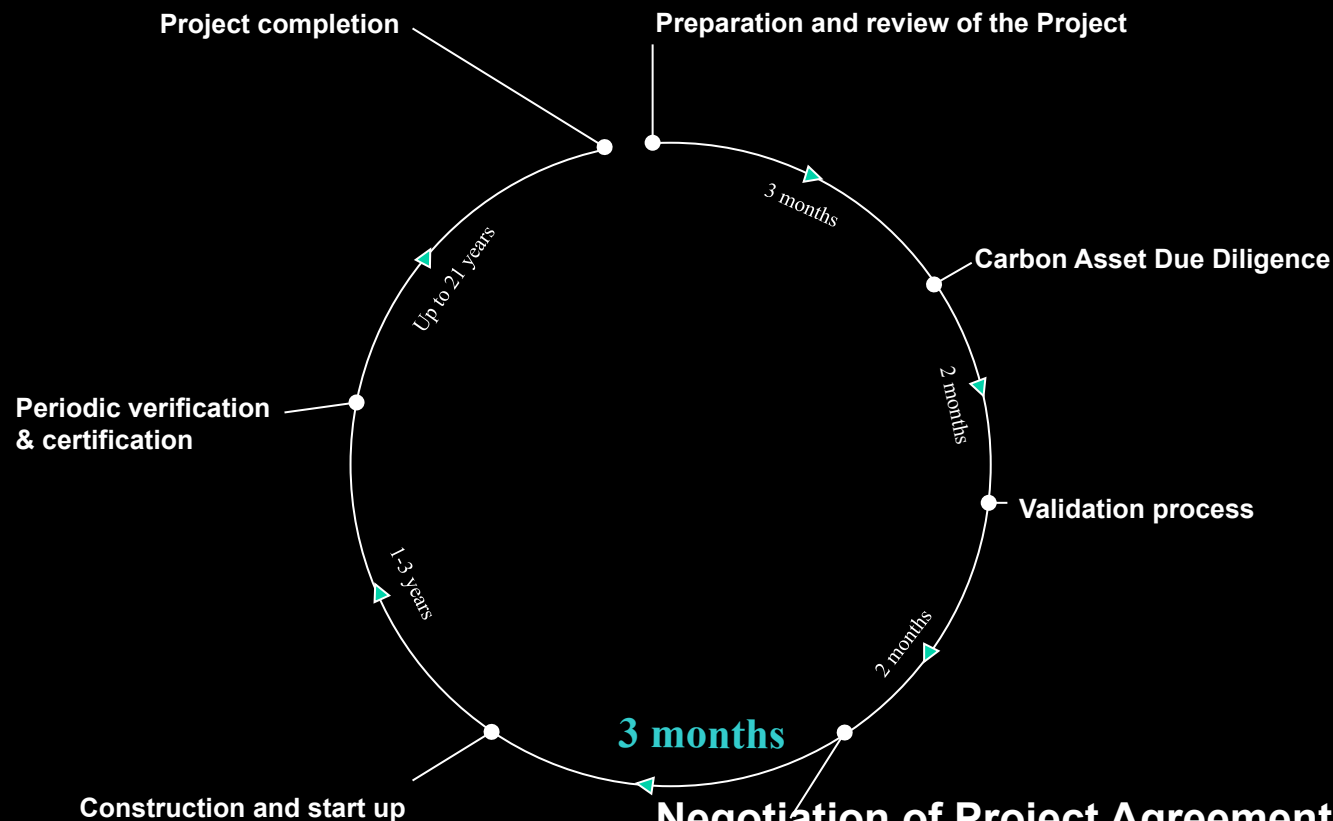 Project completion
Preparation and review of the Project
3 months
Carbon Asset Due Diligence
2 months
Validation process
2 months
Negotiation of Project Agreement
3 months
Construction and start up
1-3 years
Periodic verification
& certification
Up to 21 years